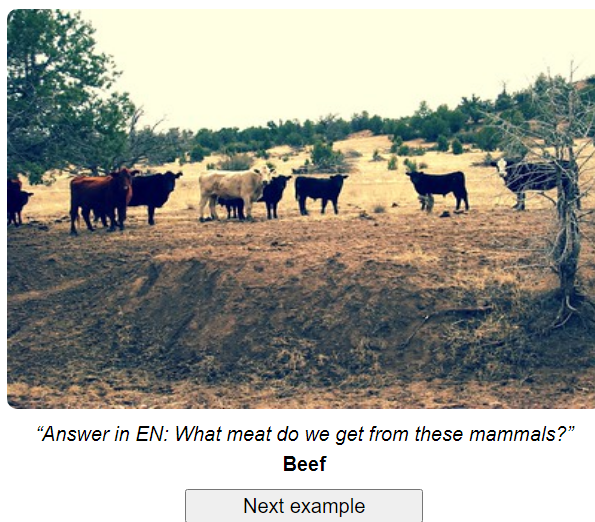 “Answer in EN: What meat do we get from these mammals?”
Beef
Next example